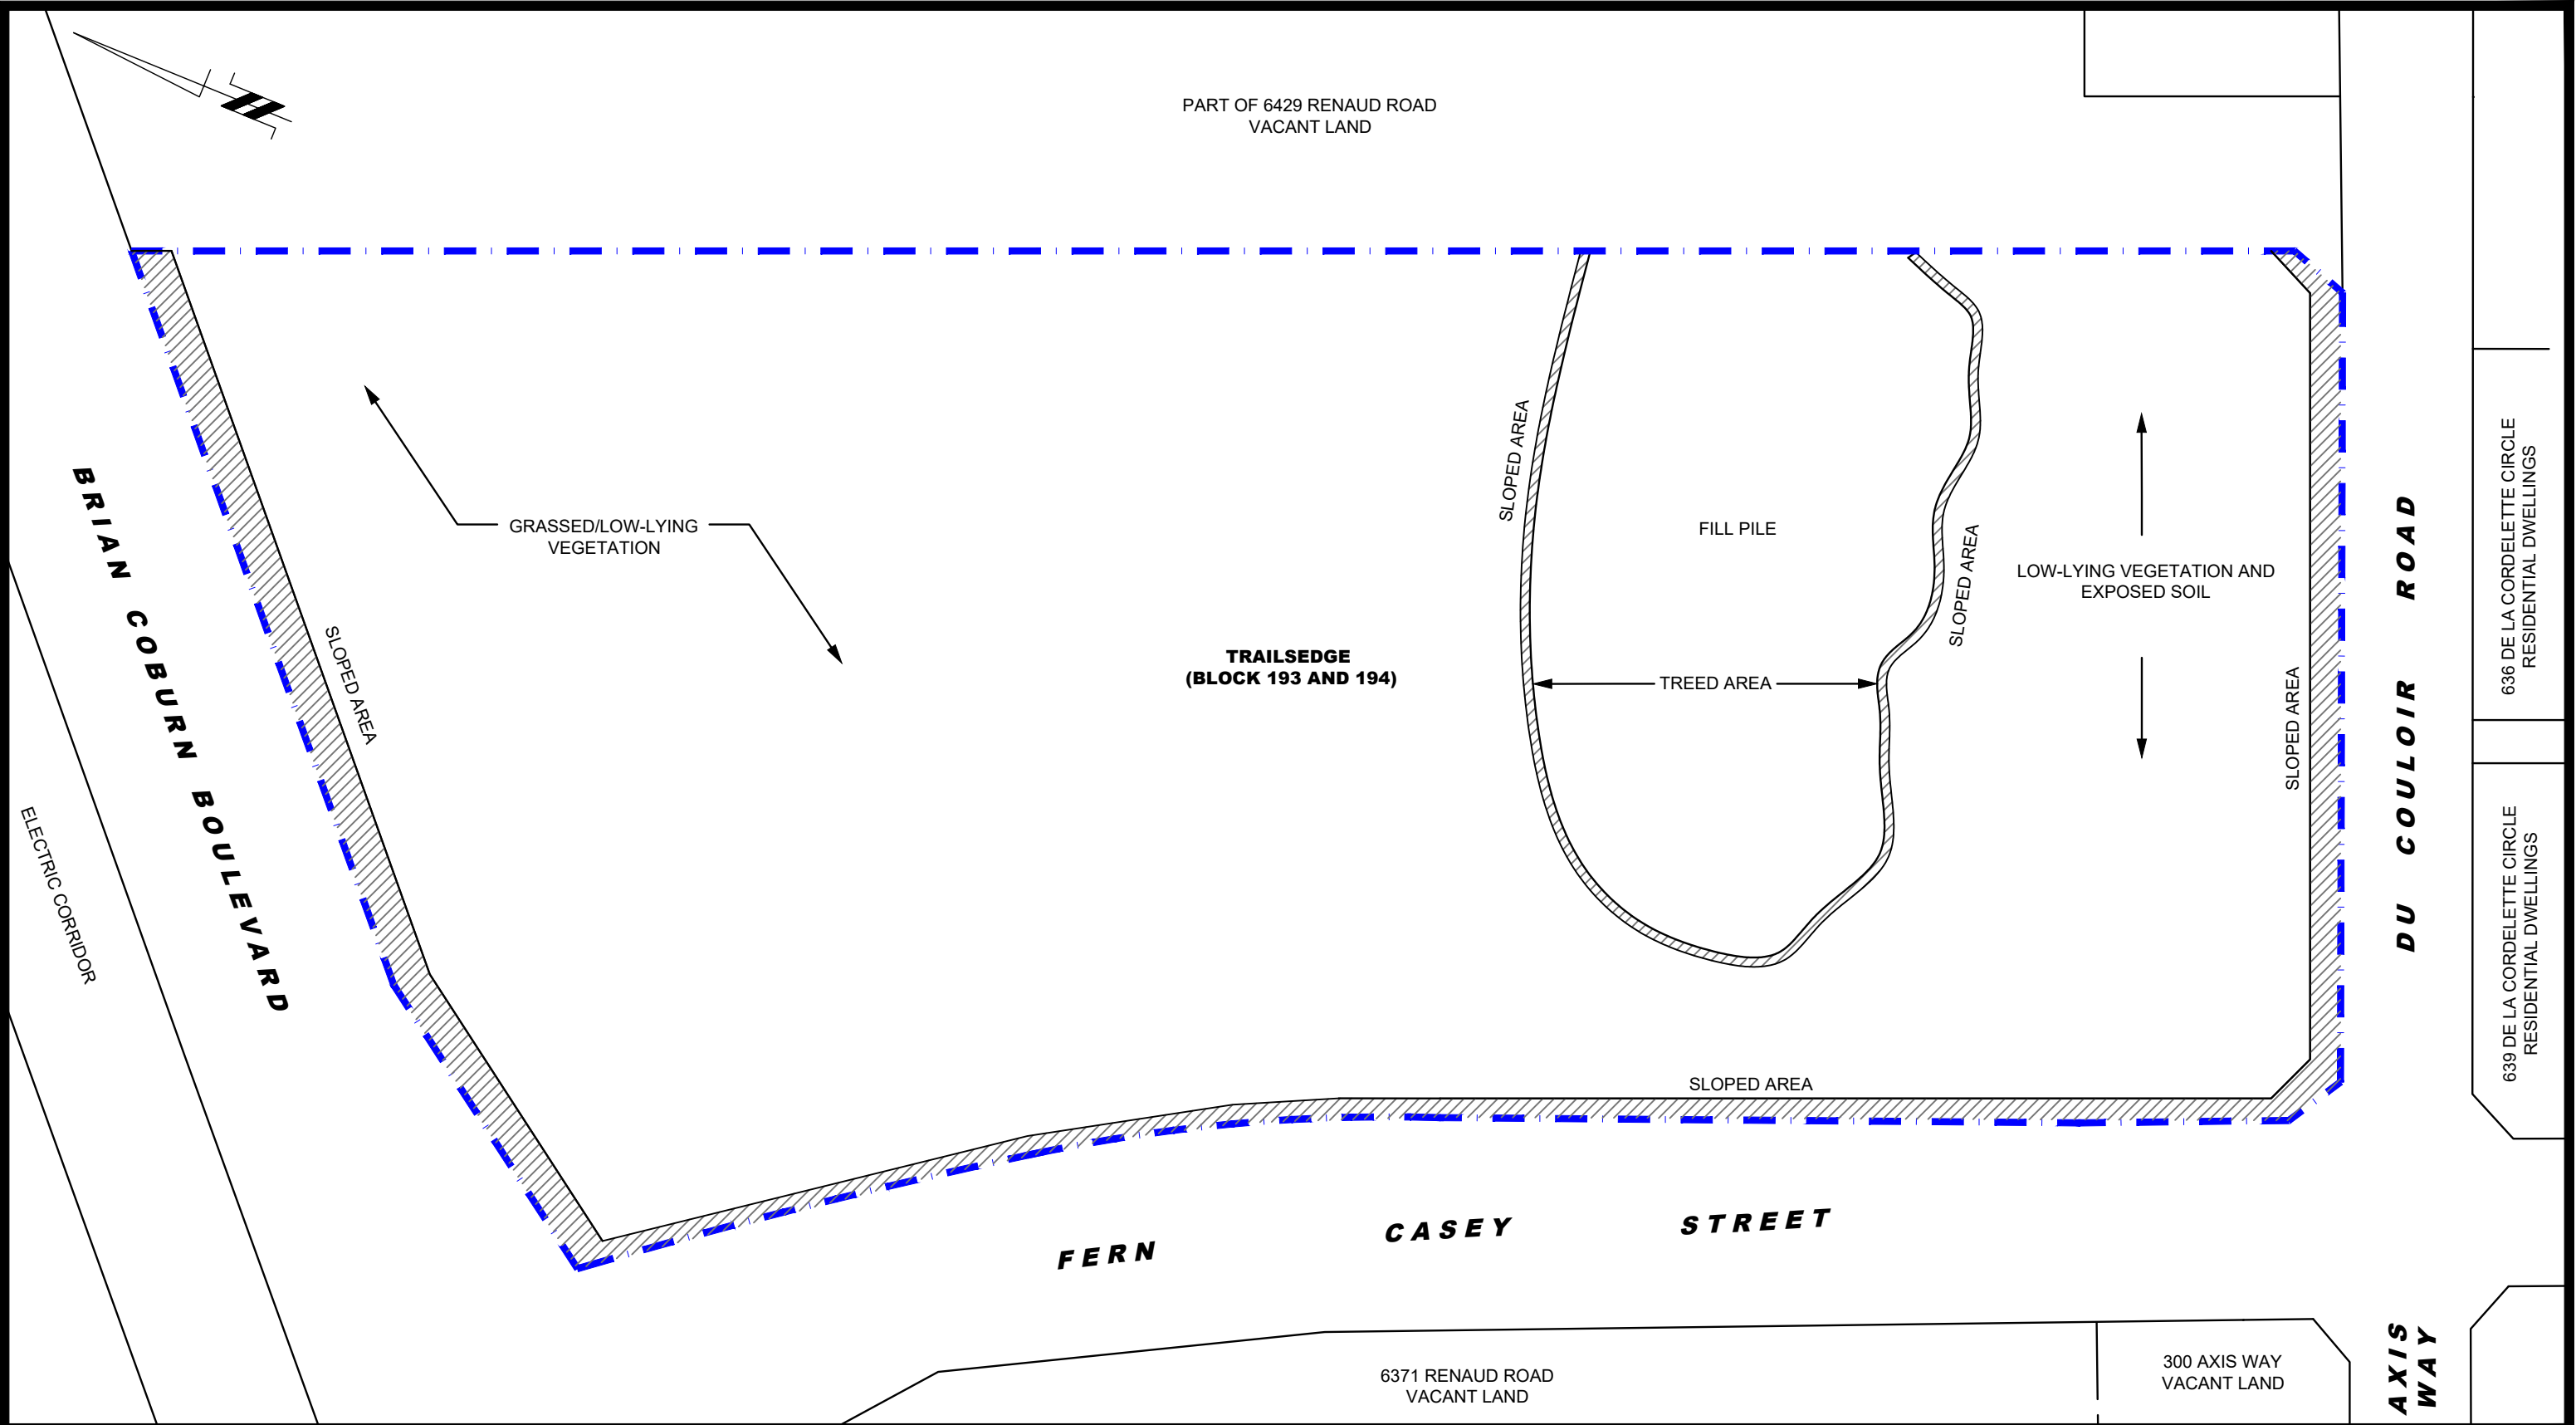 PART OF 6429 RENAUD ROAD
VACANT LAND
BRIAN COBURN BOULEVARD
ELECTRIC CORRIDOR
SLOPED AREA
GRASSED/LOW-LYING
VEGETATION
TRAILSEDGE
(BLOCK 193 AND 194)
SLOPED AREA
FILL PILE
TREED AREA
SLOPED AREA
LOW-LYING VEGETATION AND
EXPOSED SOIL
SLOPED AREA
DU COULOIR ROAD
636 DE LA CORDELETTE CIRCLE
RESIDENTIAL DWELLINGS
639 DE LA CORDELETTE CIRCLE
RESIDENTIAL DWELLINGS
SLOPED AREA
FERN CASEY STREET
6371 RENAUD ROAD
VACANT LAND
300 AXIS WAY
VACANT LAND
AXIS
WAY